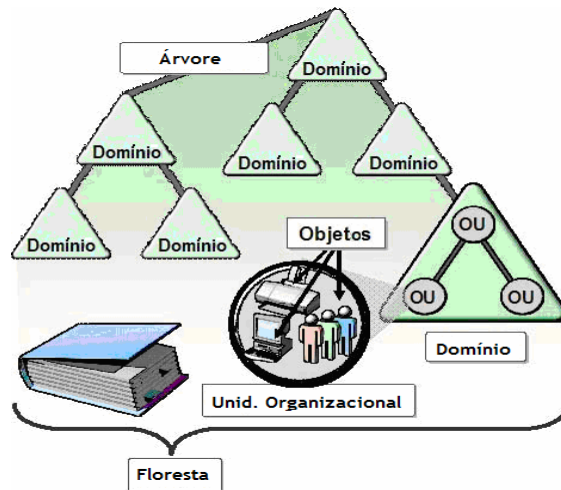 Árvore
Domínio
Domínio
Domínio
Domínio
Domínio
Domínio
Objetos
OU
OU
OU
Domínio
Unid. Organizacional
Floresta